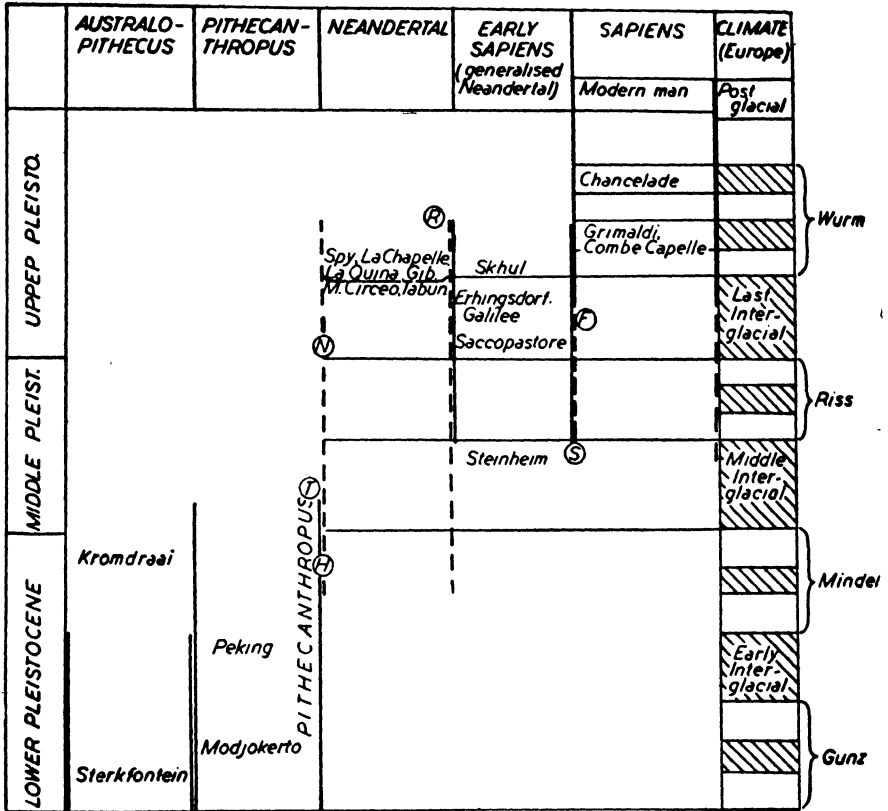 AUSTRALO-
PITHECUS
PITHECAN-
THROPUS
NEANDERTAL
EARLY
SAPIENS
(generalised
Neandertal)
SAPIENS
CLIMATE
(Europe)
Modern man
Post
glacial
UPPEP PLEISTO.
Chancelade
Wurm
R
Grimaldi,
Combe Capelle
Spy, La Chapelle
La Quina, Gib.
M. Circeo, Tabun
Skhul
Erhingsdorf.
Galilee
Saccopastore
F
Last
Inter-
glacial
N
MIDDLE PLEIST.
Riss
Steinheim
S
Middle
Inter-
glacial
T
PITHECANTHROPUS
H
LOWER PLEISTOCENE
Kromdraai
Mindel
Peking
Early
Inter-
glacial
Modjokerto
Sterkfontein
Gunz